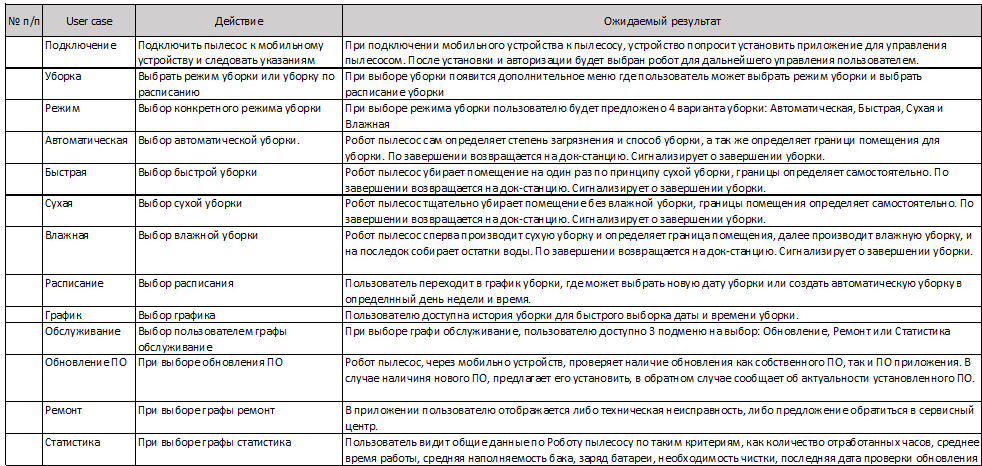 № п/п User case Действие Ожидаемый результат
Подключение Подключить пылесос к мобильному При подключении мобильного устройства к пылесосу, устройство попросит установить приложение для управления
устройству и следовать указаниям пылесосом. После установки и авторизации будет выбран робот для дальнейшего управления пользователем.
Уборка Выбрать режим уборки или уборку по При выборе уборки появится дополнительное меню где пользователь может выбрать режим уборки и выбрать
расписанию расписание уборки
Режим Выбор конкретного режима уборки При выборе режима уборки пользователю будет предложено 4 варианта уборки: Автоматическая, Быстрая, Сухая и
Влажная
Автоматическая Выбор автоматической уборки. Робот пылесос сам определяет степень загрязнения и способ уборки, а так же определяет границы помещения для
уборки. По завершении возвращается на док-станцию. Сигнализирует о завершении уборки.
Быстрая Выбор быстрой уборки Робот пылесос убирает помещение на один раз по принципу сухой уборки, границы определяет самостоятельно. По
завершении возвращается на док-станцию. Сигнализирует о завершении уборки.
Сухая Выбор сухой уборки Робот пылесос тщательно убирает помещение без влажной уборки, границы помещения определяет самостоятельно. По
завершении возвращается на док-станцию. Сигнализирует о завершении уборки.
Влажная Выбор влажной уборки Робот пылесос сперва производит сухую уборку и определяет граница помещения, далее производит влажную уборку, и
на последок собирает остатки воды. По завершении возвращается на док-станцию. Сигнализирует о завершении уборки.
Расписание Выбор расписания Пользователь переходит в график уборки, где может выбрать новую дату уборки или создать автоматическую уборку в
определнный день недели и время.
График Выбор графика Пользователю доступна история уборки для быстрого выборка даты и времени уборки.
Обслуживание Выбор пользователем графы При выборе графи обслуживание, пользователю доступно 3 подменю на выбор: Обновление, Ремонт или Статистика
обслуживание
Обновление ПО При выборе обновления ПО Робот пылесос, через мобильно устройств, проверяет наличие обновления как собственного ПО, так и ПО приложения. В
случае наличиня нового ПО, предлагает его установить, в обратном случае сообщает об актуальности установленного ПО.
Ремонт При выборе графы ремонт В приложении пользователю отображается либо техническая неисправность, либо предложение обратиться в сервисный
центр.
Статистика При выборе графы статистика Пользователь видит общие данные по Роботу пылесосу по таким критериям, как количество отработанных часов, среднее
время работы, средняя наполняемость бака, заряд батареи, необходимость чистки, последняя дата проверки обновления